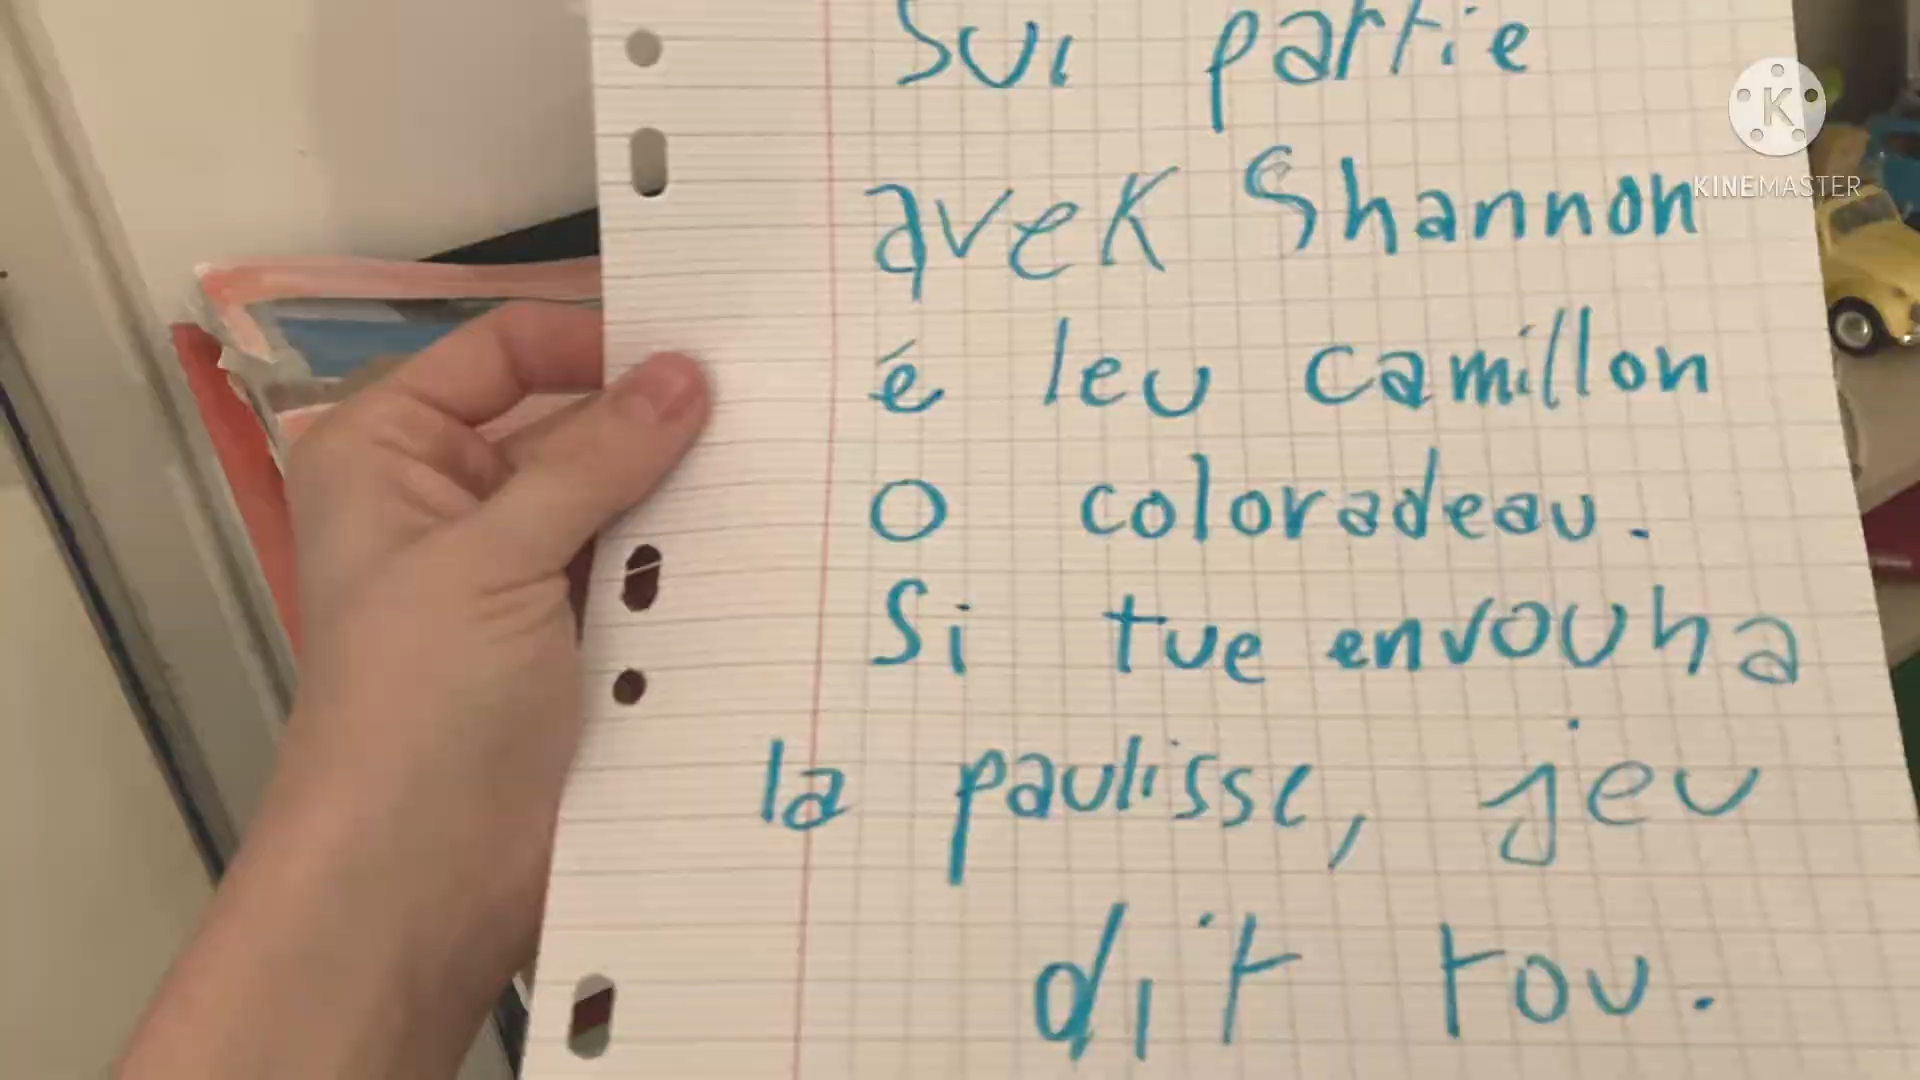 Sui partie
avek Shannon
é leu camillon
o coloradeau.
Si tue envouha
la paulisse, jeu
dit tou.
KINEMASTER